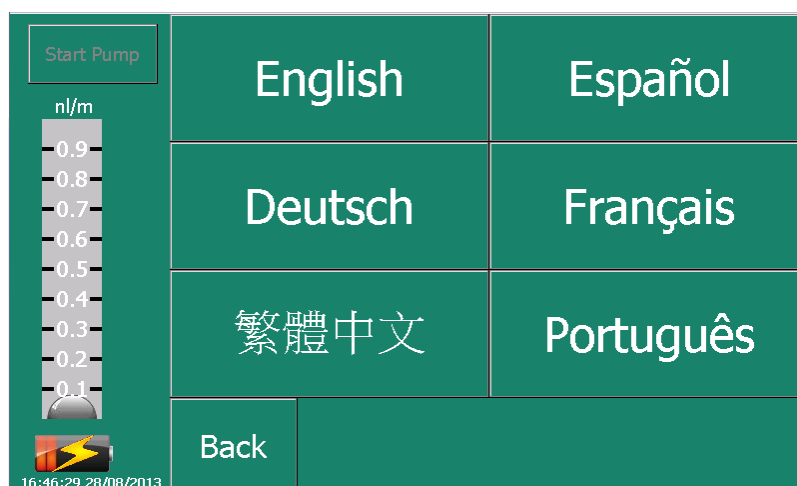 Start Pump
nl/m
0.9
0.8
0.7
0.6
0.5
0.4
0.3
0.2
0.1
16:46:29 28/08/2013
English
Español
Deutsch
Français
繁體中文
Português
Back